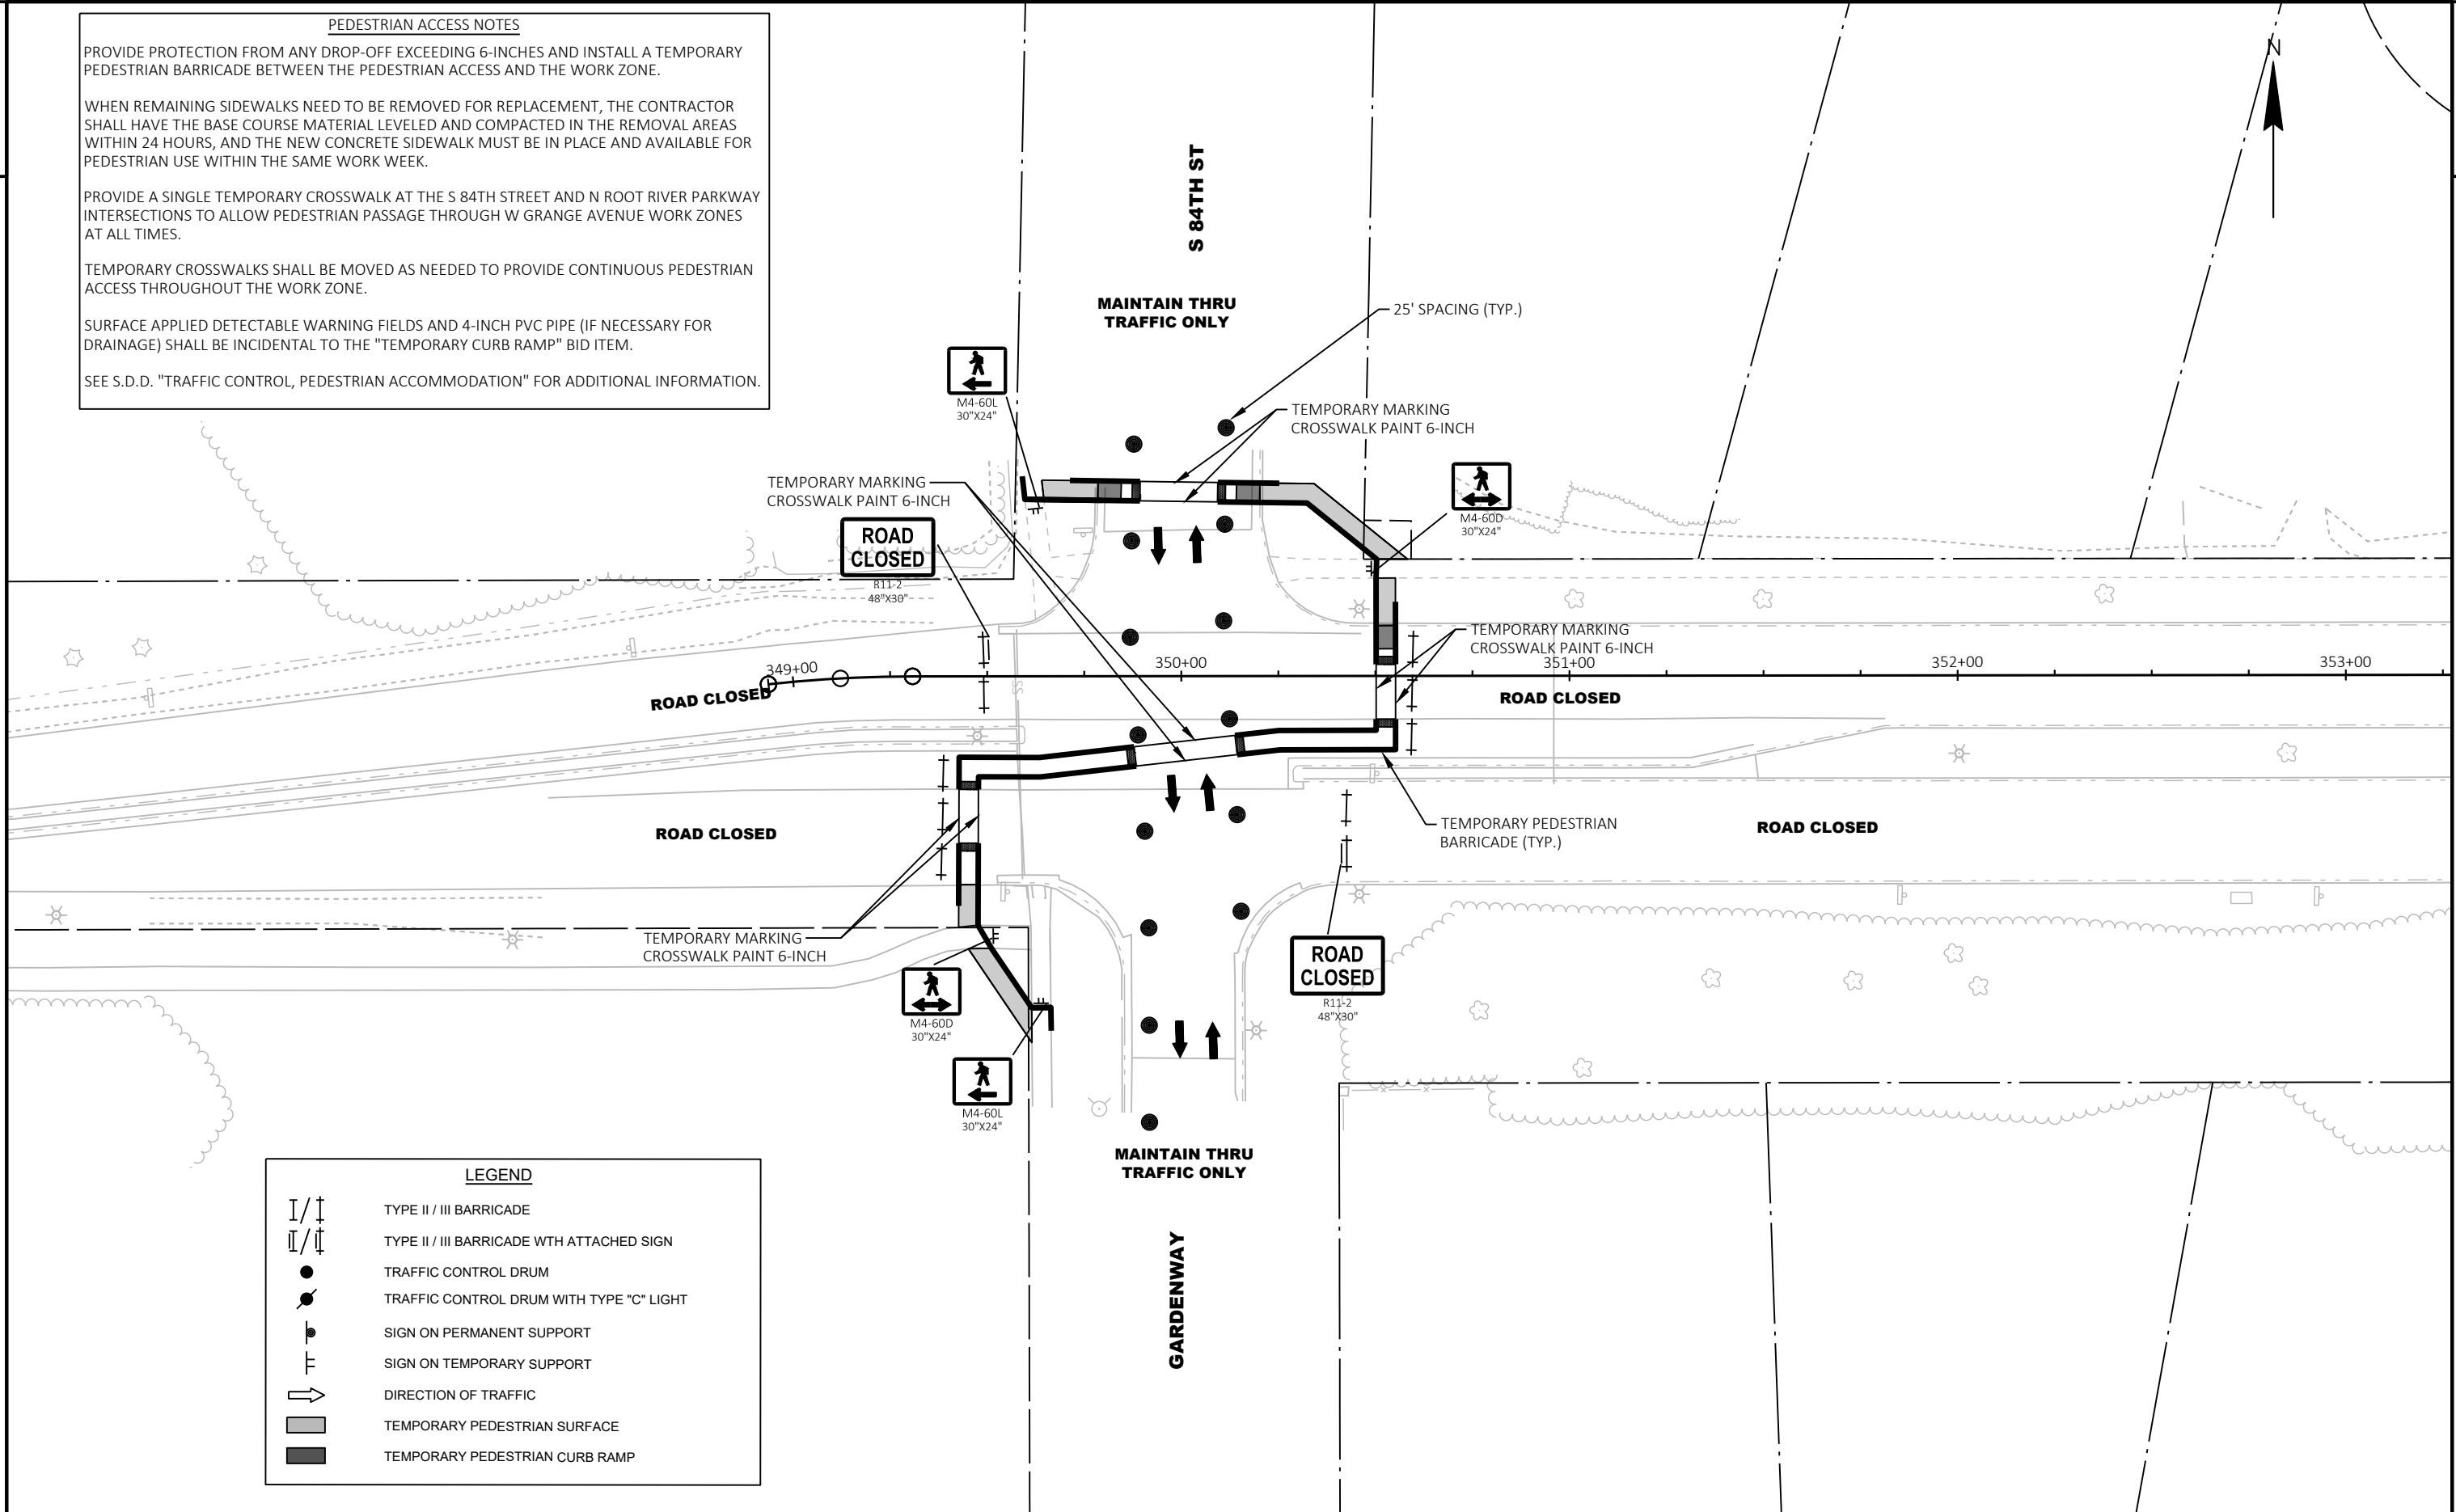 PEDESTRIAN ACCESS NOTES
PROVIDE PROTECTION FROM ANY DROP-OFF EXCEEDING 6-INCHES AND INSTALL A TEMPORARY
PEDESTRIAN BARRICADE BETWEEN THE PEDESTRIAN ACCESS AND THE WORK ZONE.
WHEN REMAINING SIDEWALKS NEED TO BE REMOVED FOR REPLACEMENT, THE CONTRACTOR
SHALL HAVE THE BASE COURSE MATERIAL LEVELED AND COMPACTED IN THE REMOVAL AREAS
WITHIN 24 HOURS, AND THE NEW CONCRETE SIDEWALK MUST BE IN PLACE AND AVAILABLE FOR
PEDESTRIAN USE WITHIN THE SAME WORK WEEK.
PROVIDE A SINGLE TEMPORARY CROSSWALK AT THE S 84TH STREET AND N ROOT RIVER PARKWAY
INTERSECTIONS TO ALLOW PEDESTRIAN PASSAGE THROUGH W GRANGE AVENUE WORK ZONES
AT ALL TIMES.
TEMPORARY CROSSWALKS SHALL BE MOVED AS NEEDED TO PROVIDE CONTINUOUS PEDESTRIAN
ACCESS THROUGHOUT THE WORK ZONE.
SURFACE APPLIED DETECTABLE WARNING FIELDS AND 4-INCH PVC PIPE (IF NECESSARY FOR
DRAINAGE) SHALL BE INCIDENTAL TO THE "TEMPORARY CURB RAMP" BID ITEM.
SEE S.D.D. "TRAFFIC CONTROL, PEDESTRIAN ACCOMMODATION" FOR ADDITIONAL INFORMATION.
N
S 84TH ST
MAINTAIN THRU
TRAFFIC ONLY
25' SPACING (TYP.)
M4-60L
30"X24"
TEMPORARY MARKING
CROSSWALK PAINT 6-INCH
TEMPORARY MARKING
CROSSWALK PAINT 6-INCH
M4-60D
30"X24"
ROAD
CLOSED
R11-2
48"X30"
TEMPORARY MARKING
CROSSWALK PAINT 6-INCH
349+00
350+00
351+00
352+00
353+00
ROAD CLOSED
ROAD CLOSED
SS
TEMPORARY PEDESTRIAN
BARRICADE (TYP.)
ROAD CLOSED
ROAD CLOSED
TEMPORARY MARKING
CROSSWALK PAINT 6-INCH
ROAD
CLOSED
R11-2
48"X30"
M4-60D
30"X24"
M4-60L
30"X24"
MAINTAIN THRU
TRAFFIC ONLY
GARDENWAY
LEGEND
TYPE II / III BARRICADE
TYPE II / III BARRICADE WTH ATTACHED SIGN
TRAFFIC CONTROL DRUM
TRAFFIC CONTROL DRUM WITH TYPE "C" LIGHT
SIGN ON PERMANENT SUPPORT
SIGN ON TEMPORARY SUPPORT
DIRECTION OF TRAFFIC
TEMPORARY PEDESTRIAN SURFACE
TEMPORARY PEDESTRIAN CURB RAMP